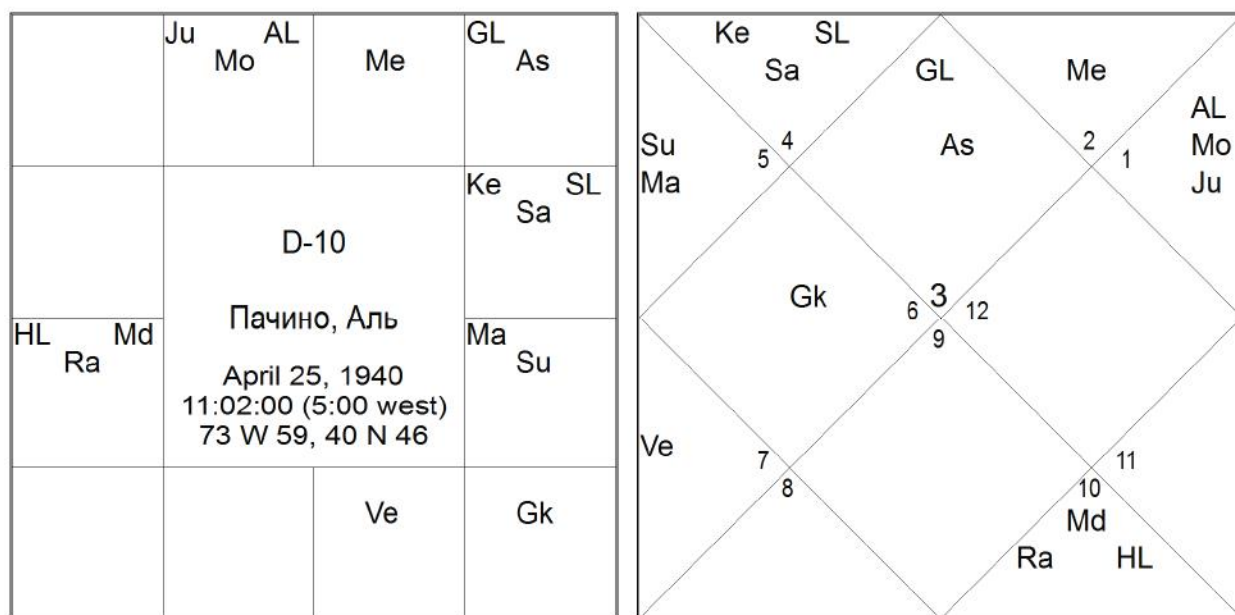 Ju AL
Mo
Me
GL
As
Ke SL
Sa
D-10
Пачино, Аль
April 25, 1940
11:02:00 (5:00 west)
73 W 59, 40 N 46
HL Md
Ra
Ma
Su
Ve
Gk
Ke SL
Sa
GL
Me
AL
Mo
Ju
Su
Ma
As
4
5
2
1
Gk
6
3
12
9
Ve
7
8
11
10
Md
Ra HL